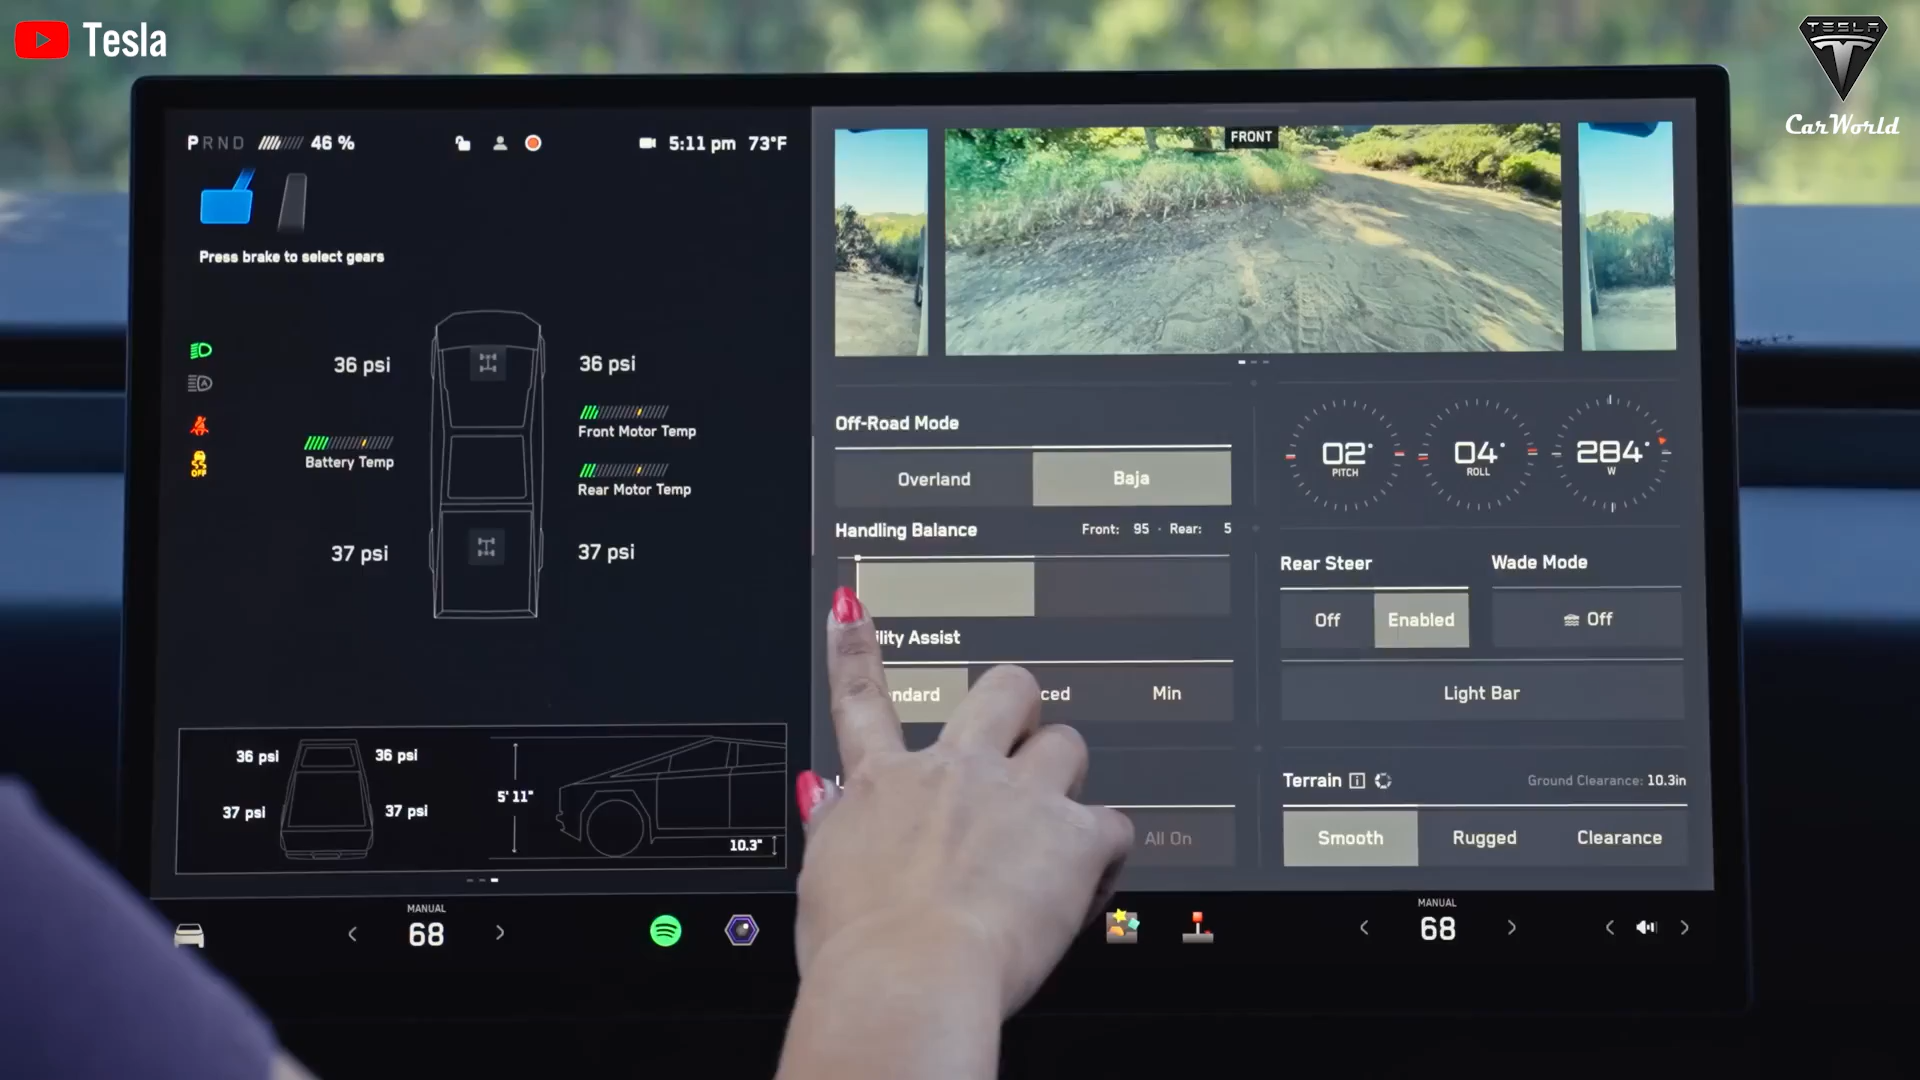 Tesla
TESLA
CarWorld
PRND 46 %
5:11 pm 73°F
Press brake to select gears
36 psi
36 psi
Front Motor Temp
Battery Temp
Rear Motor Temp
37 psi
37 psi
OFF
36 psi
36 psi
37 psi
37 psi
5' 11"
10.3"
FRONT
Off-Road Mode
Overland
Baja
Handling Balance
Front: 95 · Rear: 5
ility Assist
ndard
ced
Min
All On
02°
PITCH
04°
ROLL
284°
W
Rear Steer
Off
Enabled
Wade Mode
Off
Light Bar
Terrain
Ground Clearance: 10.3in
Smooth
Rugged
Clearance
MANUAL
68
MANUAL
68